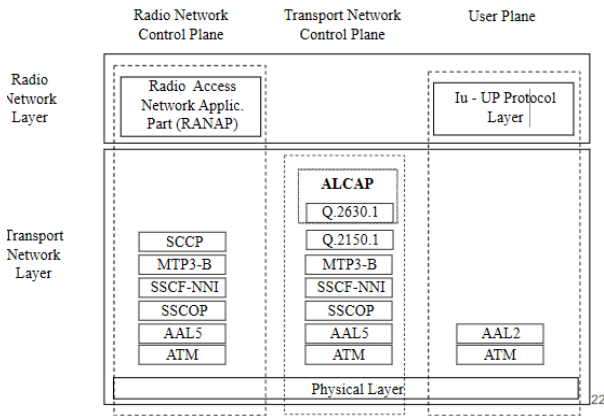 Radio Network
Control Plane
Transport Network
Control Plane
User Plane
Radio
Network
Layer
Radio Access
Network Applic.
Part (RANAP)
Iu - UP Protocol
Layer
Transport
Network
Layer
ALCAP
Q.2630.1
SCCP
Q.2150.1
MTP3-B
MTP3-B
SSCF-NNI
SSCF-NNI
SSCOP
SSCOP
AAL5
AAL5
AAL2
ATM
ATM
ATM
Physical Layer
22